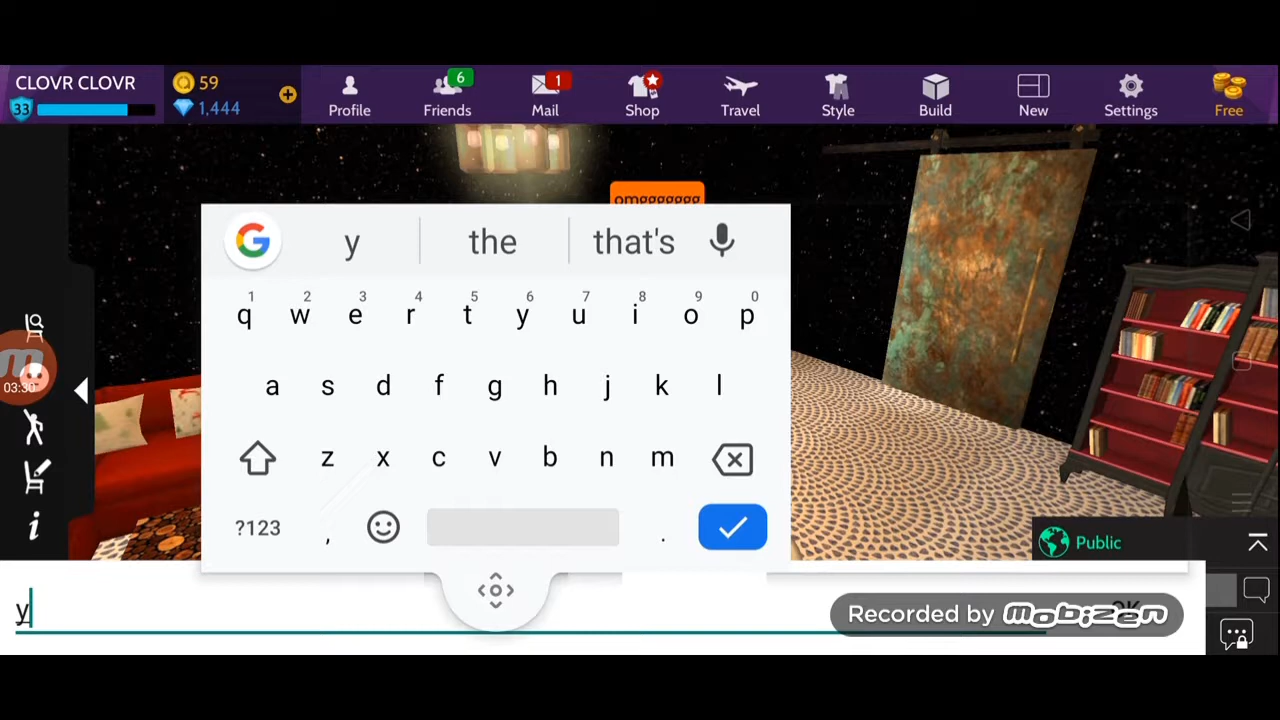 CLOVR CLOVR
33
59
1,444
Profile
6
Friends
1
Mail
Shop
Travel
Style
Build
New
Settings
Free
omggggggg
y the that's
1 2 3 4 5 6 7 8 9 0
q w e r t y u i o p
a s d f g h j k l
03:30
z x c v b n m
?123 , .
Public
y
OK
Recorded by mobizen